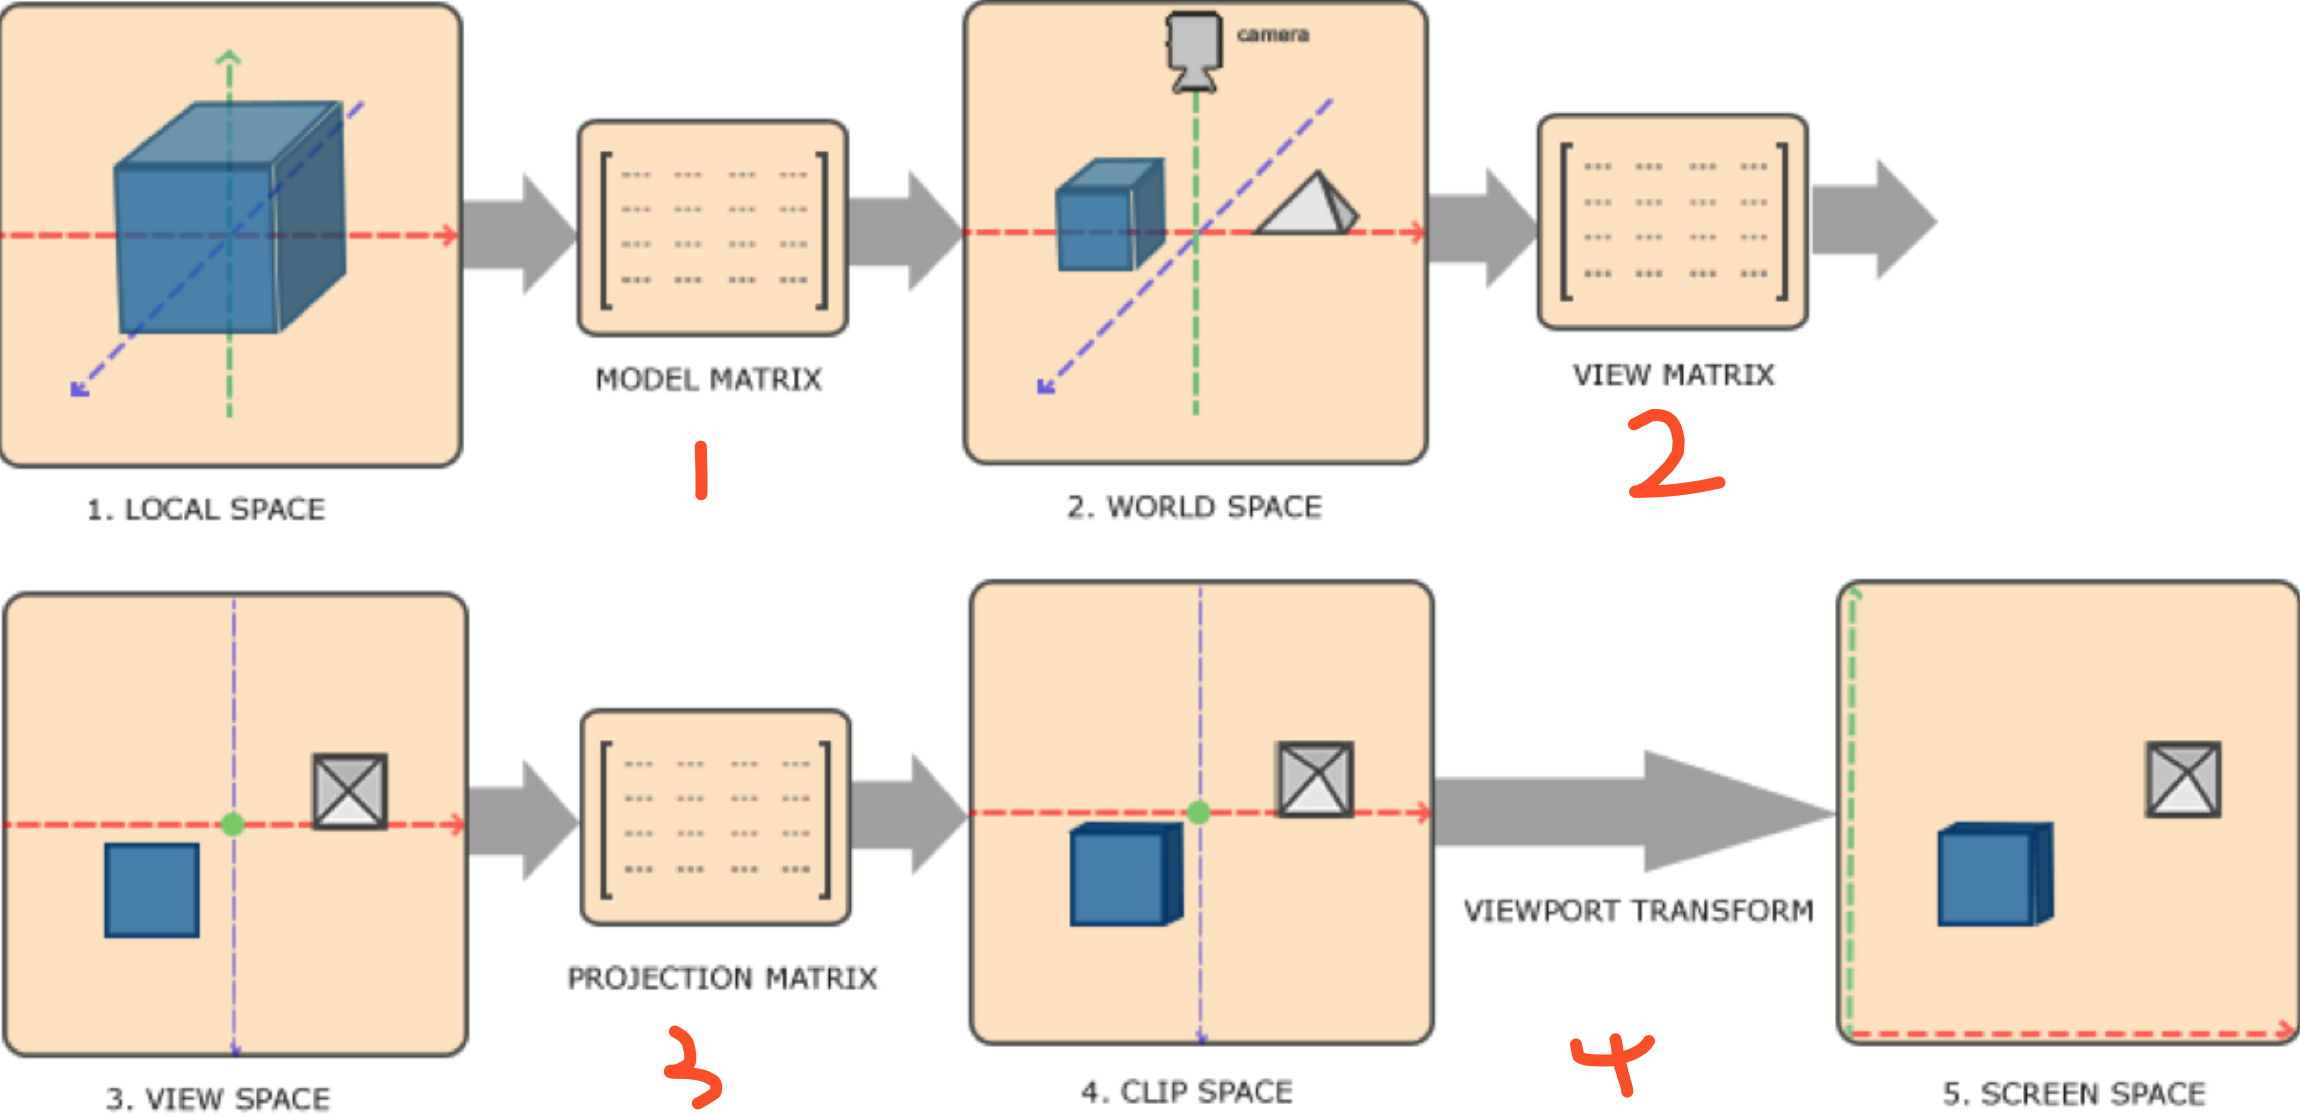 camera
MODEL MATRIX
VIEW MATRIX
1
2
1. LOCAL SPACE
2. WORLD SPACE
VIEWPORT TRANSFORM
PROJECTION MATRIX
3
4
3. VIEW SPACE
4. CLIP SPACE
5. SCREEN SPACE